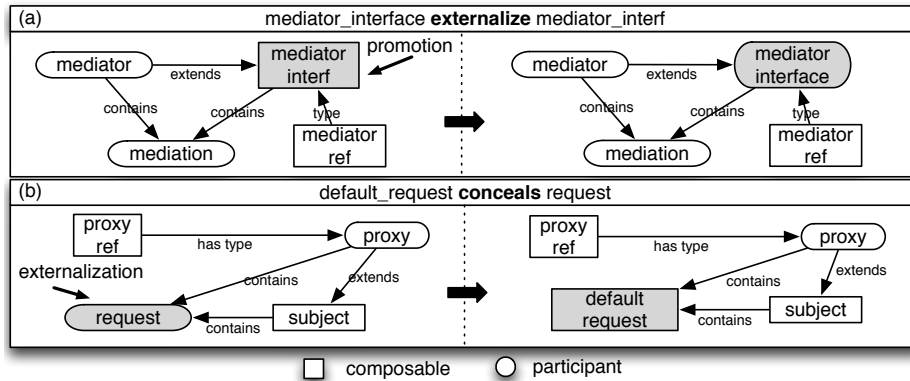 (a) mediator_interface externalize mediator_interf
mediator
extends
mediator
interf
promotion
contains
contains
type
mediation
mediator
ref
mediator
extends
mediator
interface
contains
contains
type
mediation
mediator
ref
(b) default_request conceals request
proxy
ref
has type
proxy
externalization
contains
extends
request
contains
subject
proxy
ref
has type
proxy
contains
extends
default
request
contains
subject
composable participant